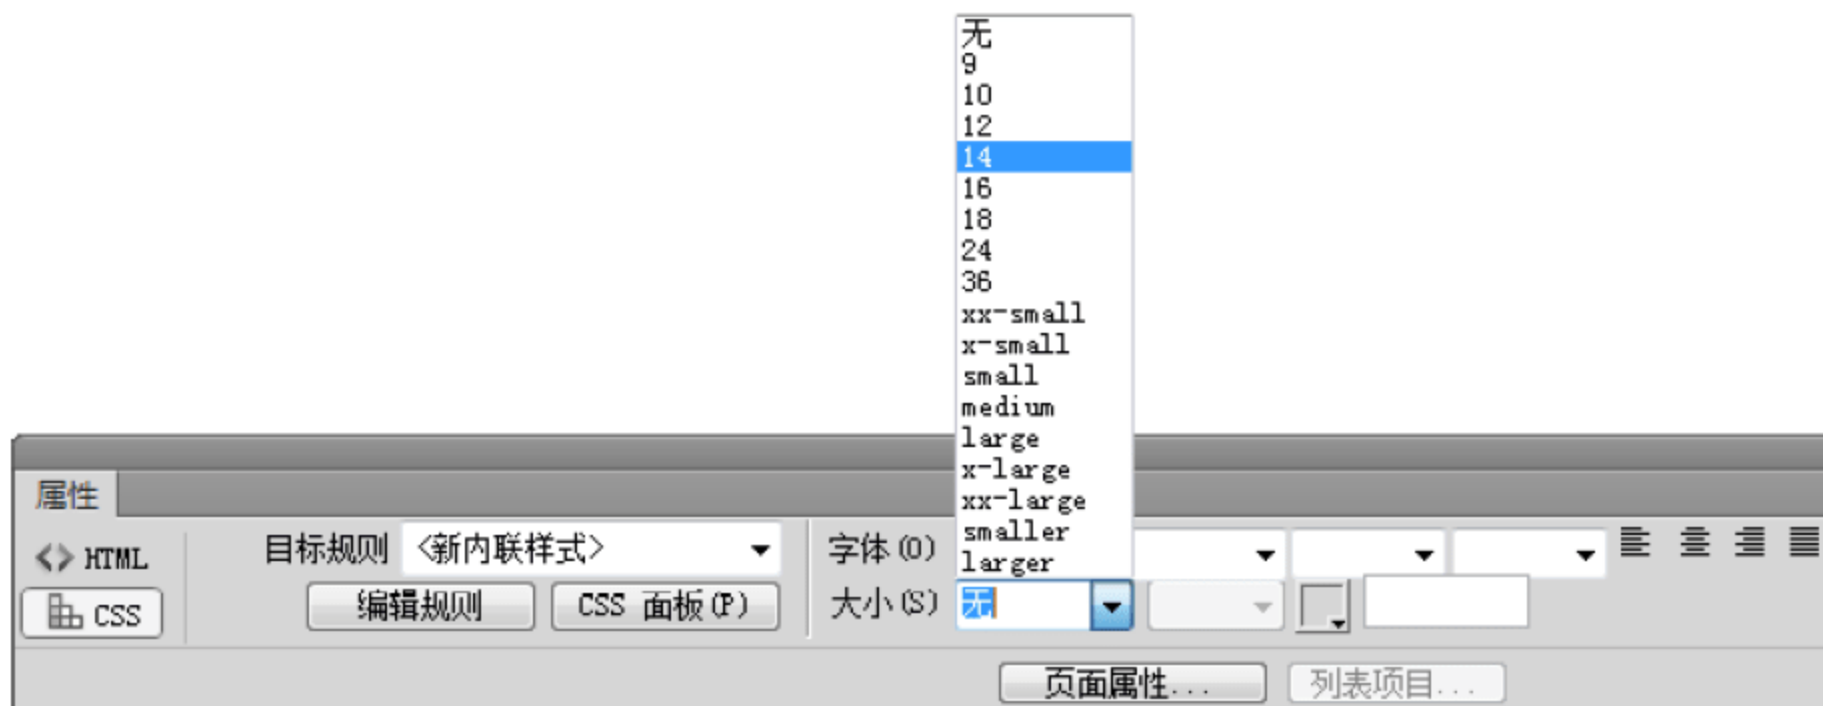 无
9
10
12
14
16
18
24
36
xx-small
x-small
small
medium
large
x-large
xx-large
smaller
larger
属性
<> HTML
目标规则 <新内联样式>
字体(O)
CSS
编辑规则
CSS 面板(P)
大小(S) 无
页面属性...
列表项目...